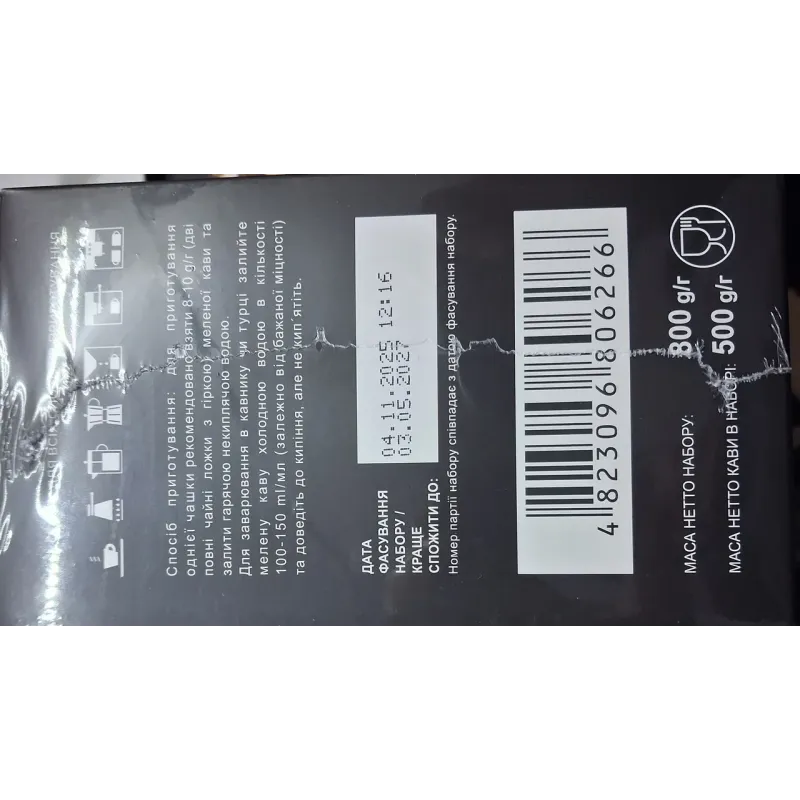 Спосіб приготування: для приготування
однієї чашки рекомендовано взяти 8-10 g/г (дві
повні чайні ложки з гіркою) меленої кави та
залити гарячою некиплячою водою.
Для заварювання в кавнику чи турці залийте
мелену каву холодною водою в кількості
100-150 ml/мл (залежно від бажаної міцності)
та доведіть до кипіння, але не кип'ятіть.
ДАТА
ФАСУВАННЯ
НАБОРУ /
КРАЩЕ
СПОЖИТИ ДО:
04.11.2025 12:16
03.05.2027
Номер партії набору співпадає з датою фасування набору.
4 823096 806266
МАСА НЕТТО НАБОРУ: 800 g/г
МАСА НЕТТО КАВИ В НАБОРІ: 500 g/г